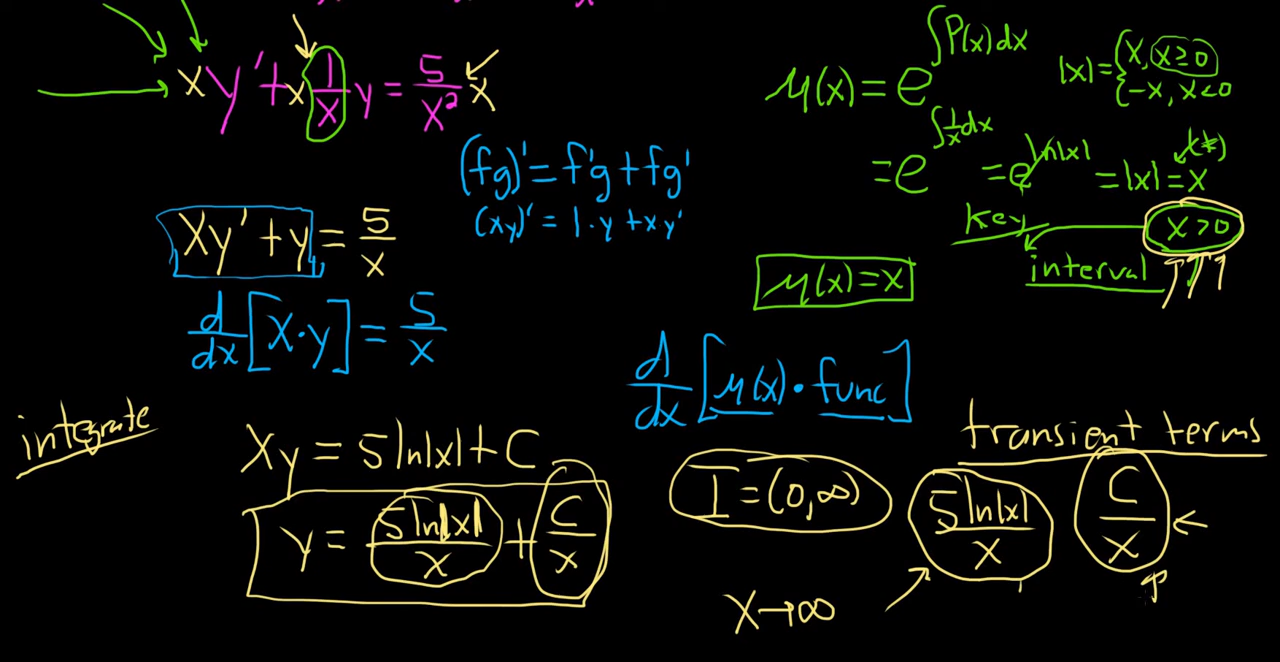 xy' + x 1/x y = 5/x² x
μ(x) = e^{∫P(x)dx}
|x| = { x, x ≥ 0
{ -x, x < 0
= e^{∫1/x dx} = e^{ln|x|} = |x| = x (*)
key
x > 0
interval
(fg)' = f'g + fg'
(xy)' = 1·y + xy'
xy' + y = 5/x
μ(x) = x
d/dx [x·y] = 5/x
d/dx [μ(x) · func]
integrate
xy = 5ln|x| + C
y = 5ln|x|/x + C/x
I = (0, ∞)
transient terms
5ln|x|/x C/x
x → ∞